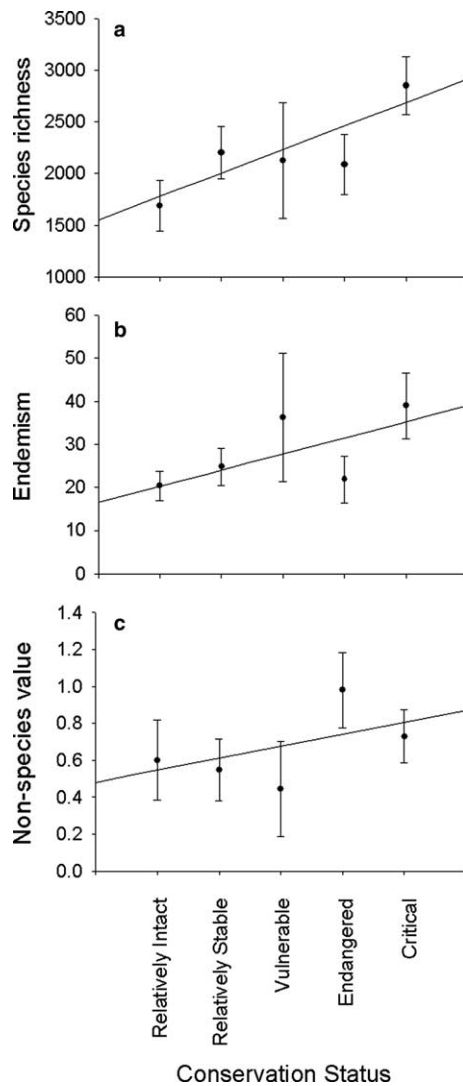 a
Species richness
3500
3000
2500
2000
1500
1000
b
Endemism
60
50
40
30
20
10
0
c
Non-species value
1.4
1.2
1.0
0.8
0.6
0.4
0.2
0.0
Relatively Intact
Relatively Stable
Vulnerable
Endangered
Critical
Conservation Status